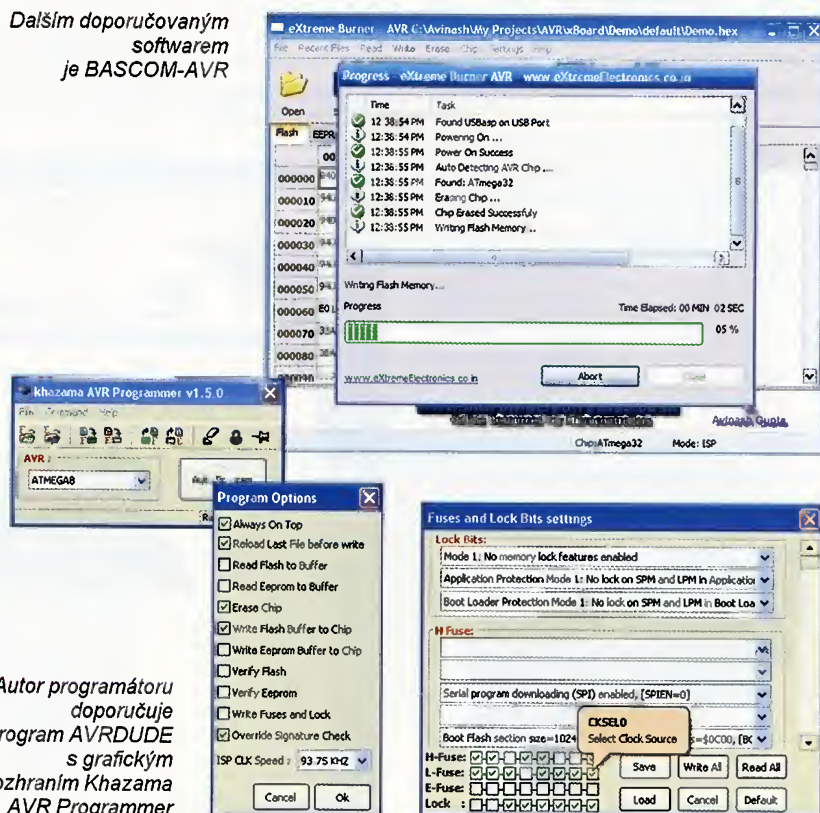 Dalším doporučovaným
softwarem
je BASCOM-AVR
eXtreme Burner - AVR C:\Avinash\My Projects\AVR\xBoard\Demo\default\Demo.hex
File Recent Files Read Write Erase Chip Settings Help
Open
Progress - eXtreme Burner AVR - www.eXtremeElectronics.co.in
Time Task
12:38:54 PM Found USBasp on USB Port
12:38:54 PM Powering On ...
12:38:55 PM Power On Success
12:38:55 PM Auto Detecting AVR Chip ...
12:38:55 PM Found: ATmega32
12:38:55 PM Erasing Chip ...
12:38:55 PM Chip Erased Successfuly
12:38:55 PM Writing Flash Memory ..
Flash EEPR
00
000000
000010
000020
000030
000040
000050
000060
000070
000080
000090
Writing Flash Memory...
Progress Time Elapsed: 00 MIN 02 SEC
05 %
www.eXtremeElectronics.co.in Abort
Avinash Gupta
Chip:ATmega32 Mode: ISP
khazama AVR Programmer v1.5.0
File Command Help
AVR :
ATMEGA8
Program Options
Always On Top
Reload Last File before write
Read Flash to Buffer
Read Eeprom to Buffer
Erase Chip
Write Flash Buffer to Chip
Write Eeprom Buffer to Chip
Verify Flash
Verify Eeprom
Write Fuses and Lock
Override Signature Check
ISP CLK Speed : 93.75 KHZ
Cancel Ok
Fuses and Lock Bits settings
Lock Bits:
Mode 1: No memory lock features enabled
Application Protection Mode 1: No lock on SPM and LPM in Application
Boot Loader Protection Mode 1: No lock on SPM and LPM in Boot Loa
H Fuse:
Serial program downloading (SPI) enabled, [SPIEN=0]
Boot Flash section size=1024 s=$0C00, [BO
CKSEL0
Select Clock Source
H-Fuse:
L-Fuse:
E-Fuse:
Lock :
Save Write All Read All
Load Cancel Default
Autor programátoru
doporučuje
program AVRDUDE
s grafickým
rozhraním Khazama
AVR Programmer